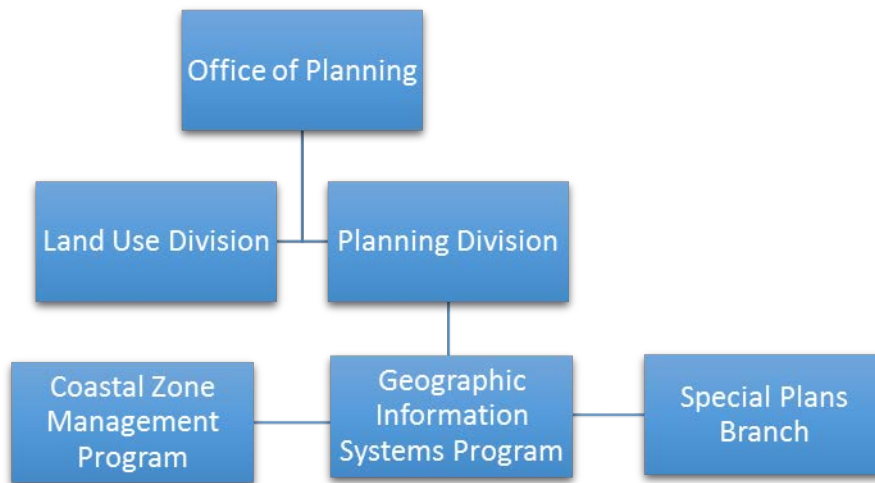 Office of Planning
Land Use Division
Planning Division
Coastal Zone
Management
Program
Geographic
Information
Systems Program
Special Plans
Branch